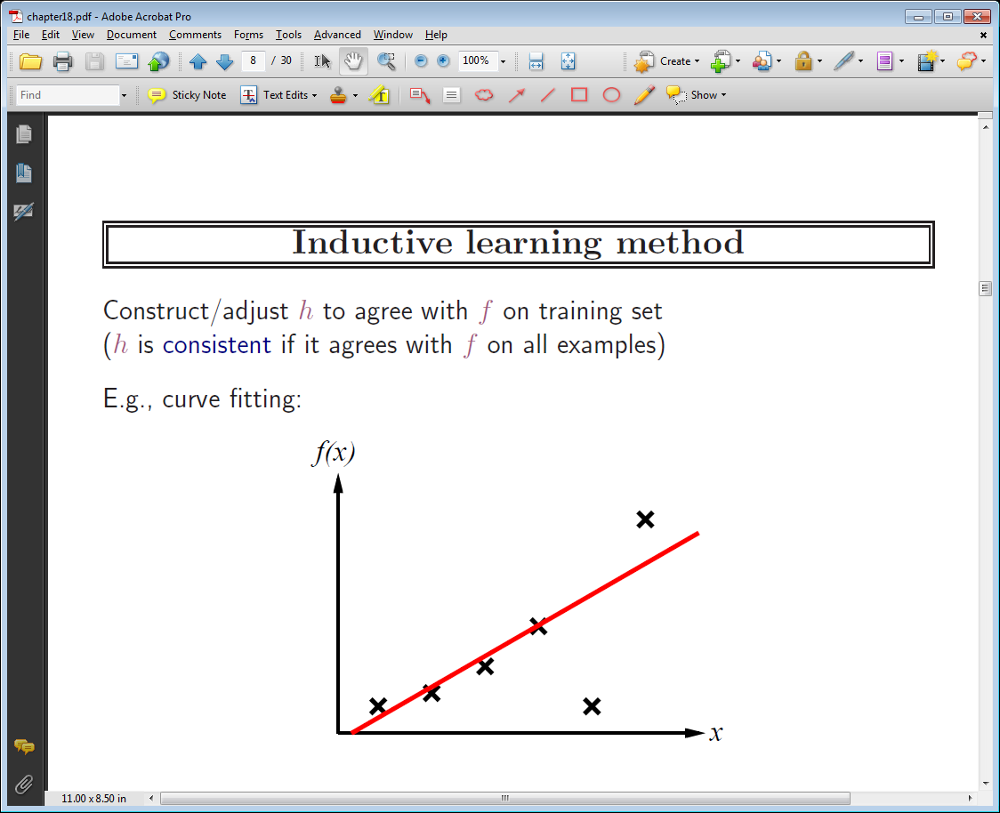 chapter18.pdf - Adobe Acrobat Pro
File Edit View Document Comments Forms Tools Advanced Window Help
8 / 30 100% Create
Find Sticky Note Text Edits Show
Inductive learning method
Construct/adjust h to agree with f on training set
(h is consistent if it agrees with f on all examples)
E.g., curve fitting:
f(x)
x
11.00 x 8.50 in